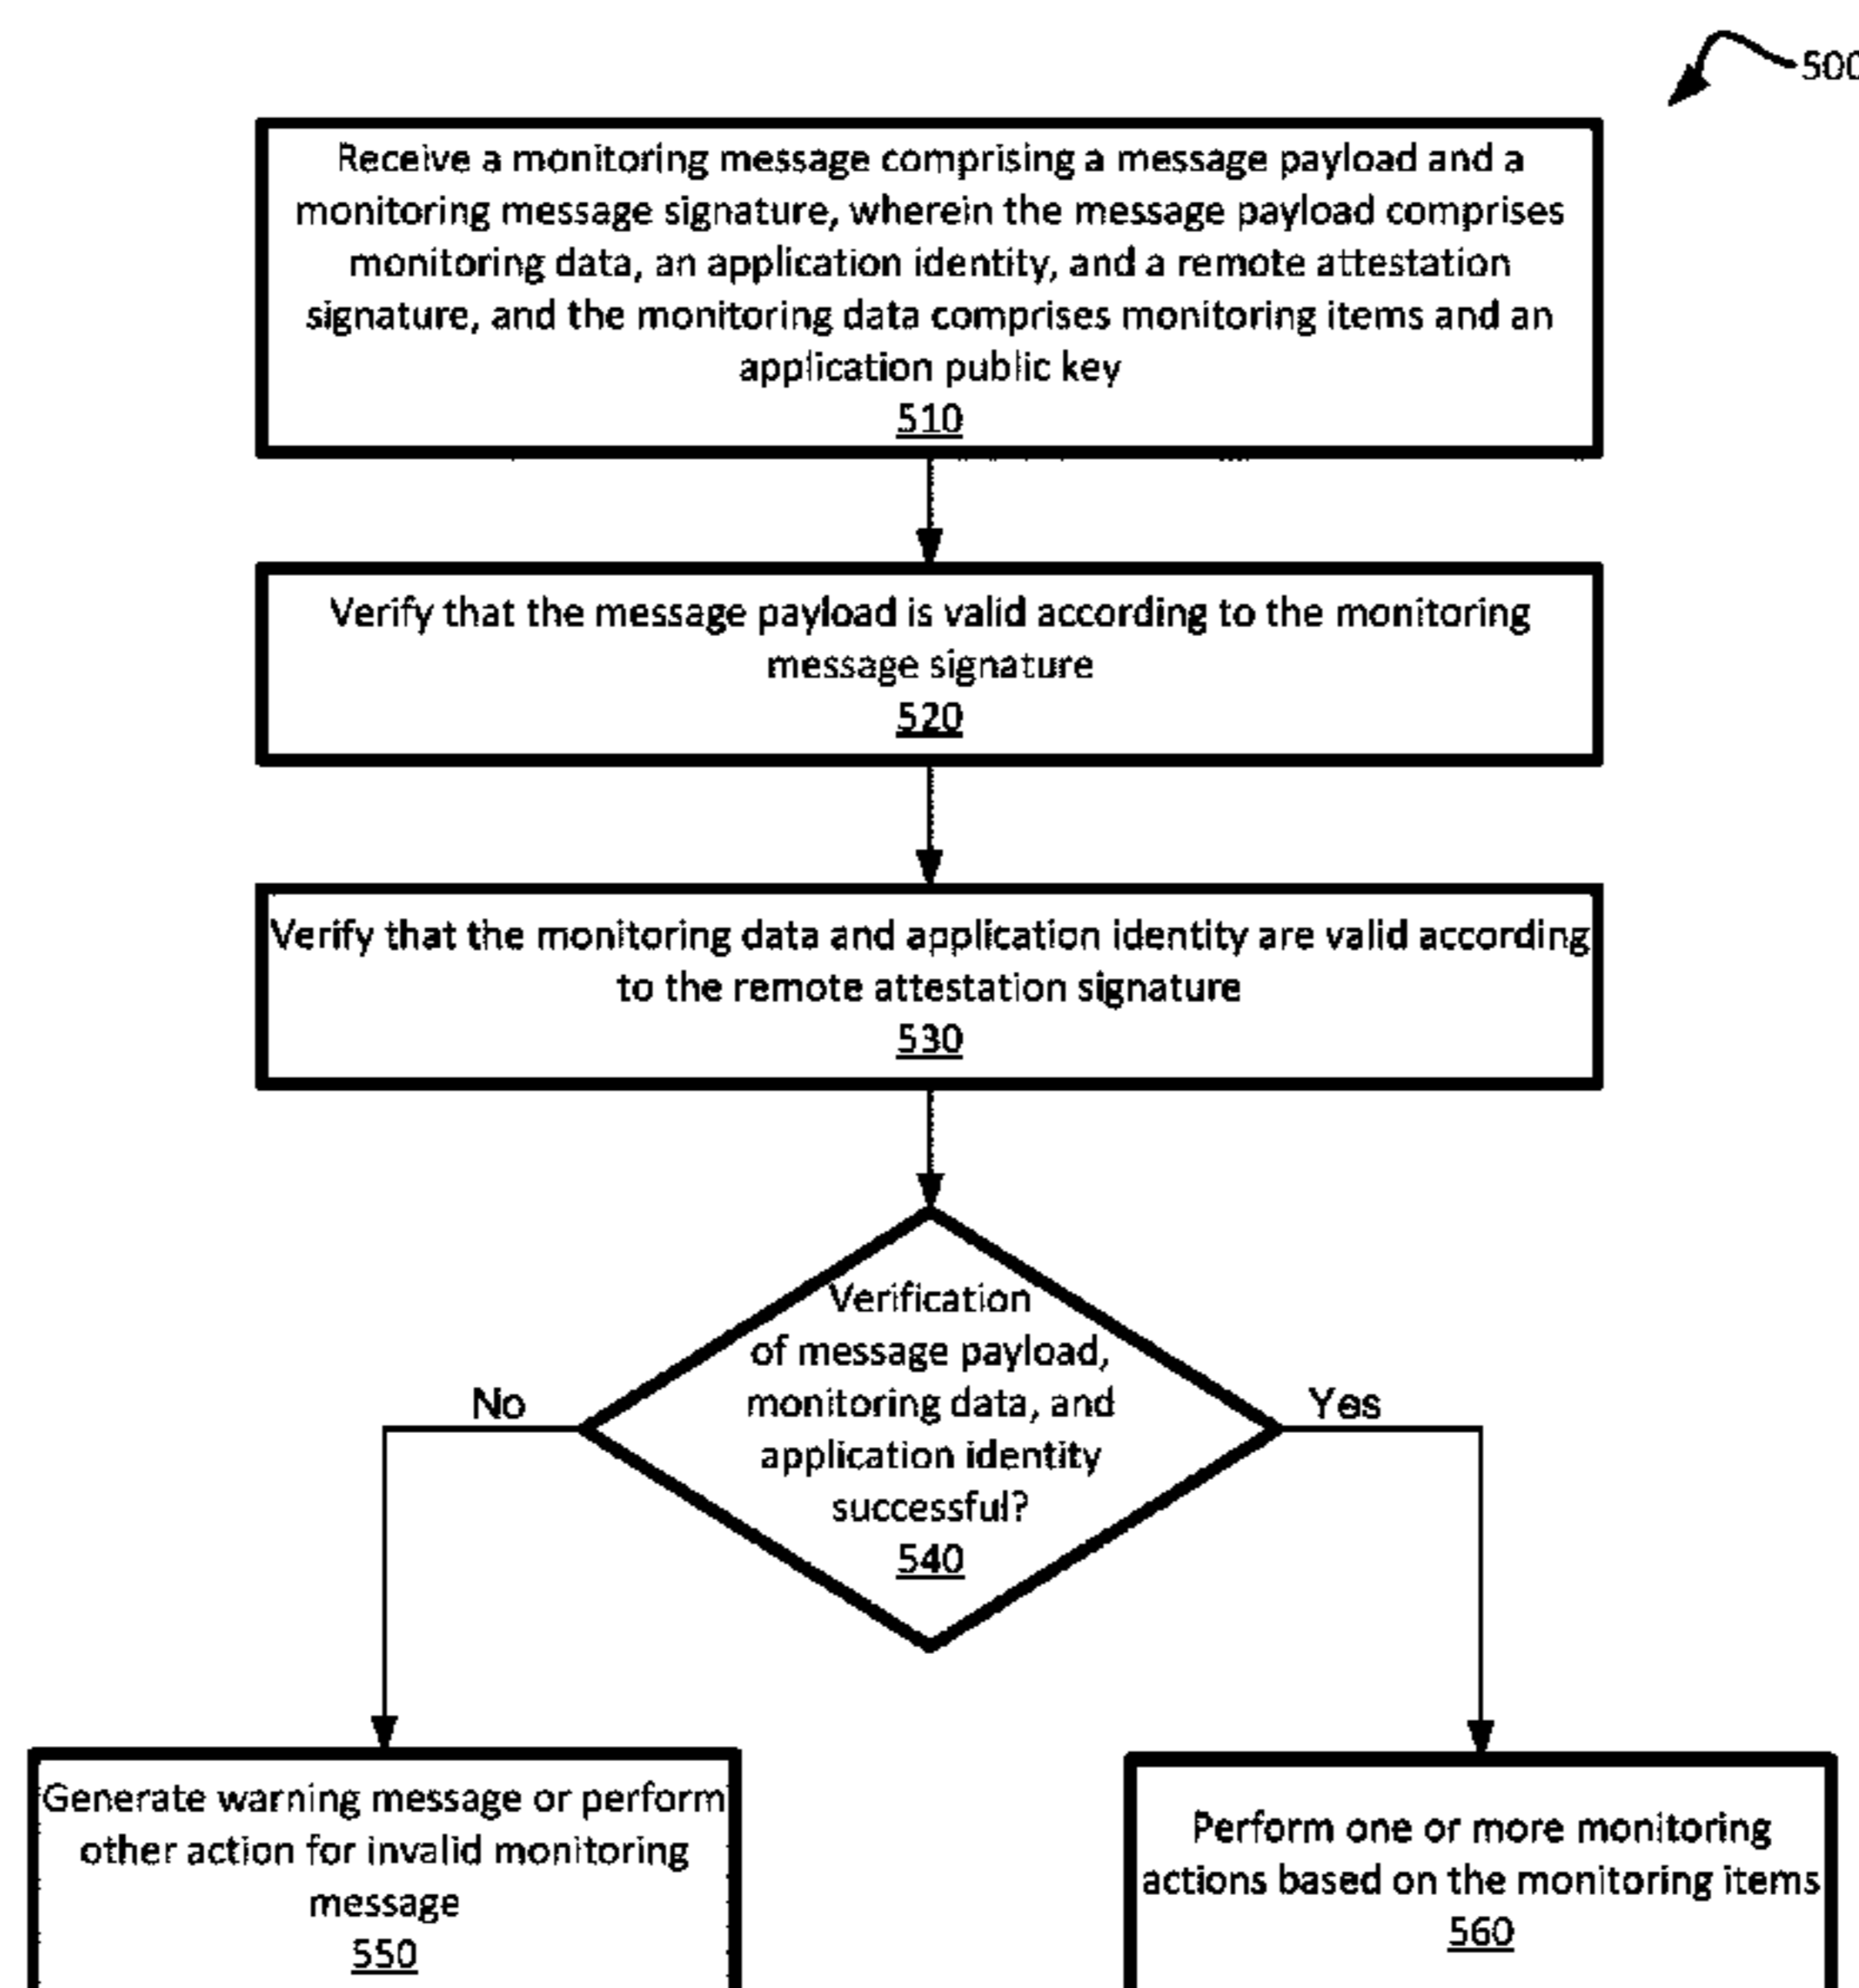 500
Receive a monitoring message comprising a message payload and a
monitoring message signature, wherein the message payload comprises
monitoring data, an application identity, and a remote attestation
signature, and the monitoring data comprises monitoring items and an
application public key
510
Verify that the message payload is valid according to the monitoring
message signature
520
Verify that the monitoring data and application identity are valid according
to the remote attestation signature
530
Verification
of message payload,
monitoring data, and
application identity
successful?
540
No
Yes
Generate warning message or perform
other action for invalid monitoring
message
550
Perform one or more monitoring
actions based on the monitoring items
560